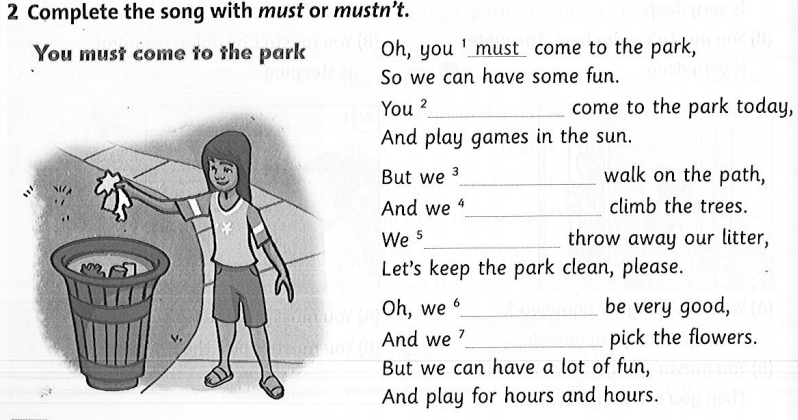 2 Complete the song with must or mustn't.
You must come to the park
Oh, you 1 must come to the park,
So we can have some fun.
You 2 come to the park today,
And play games in the sun.
But we 3 walk on the path,
And we 4 climb the trees.
We 5 throw away our litter,
Let's keep the park clean, please.
Oh, we 6 be very good,
And we 7 pick the flowers.
But we can have a lot of fun,
And play for hours and hours.